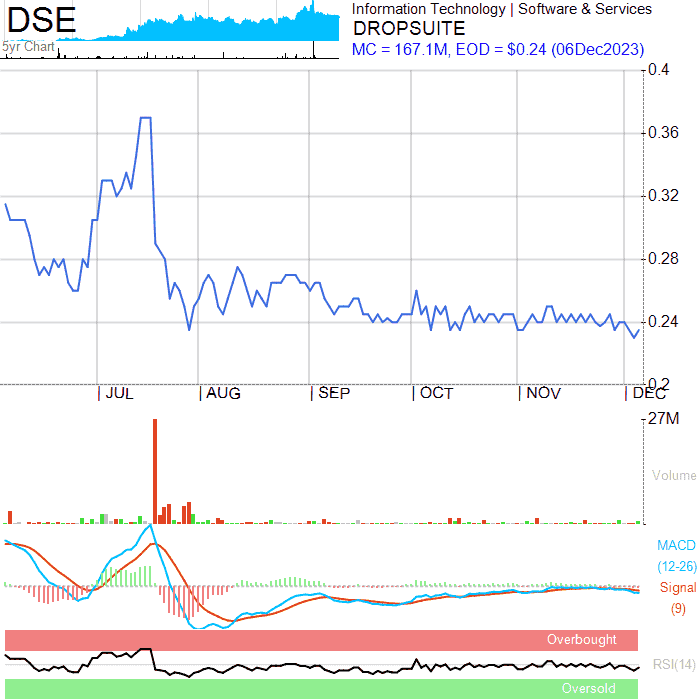 DSE
5yr Chart
Information Technology | Software & Services
DROPSUITE
MC = 167.1M, EOD = $0.24 (06Dec2023)
0.4
0.36
0.32
0.28
0.24
0.2
JUL AUG SEP OCT NOV DEC
27M
Volume
MACD
(12-26)
Signal
(9)
Overbought
RSI(14)
Oversold